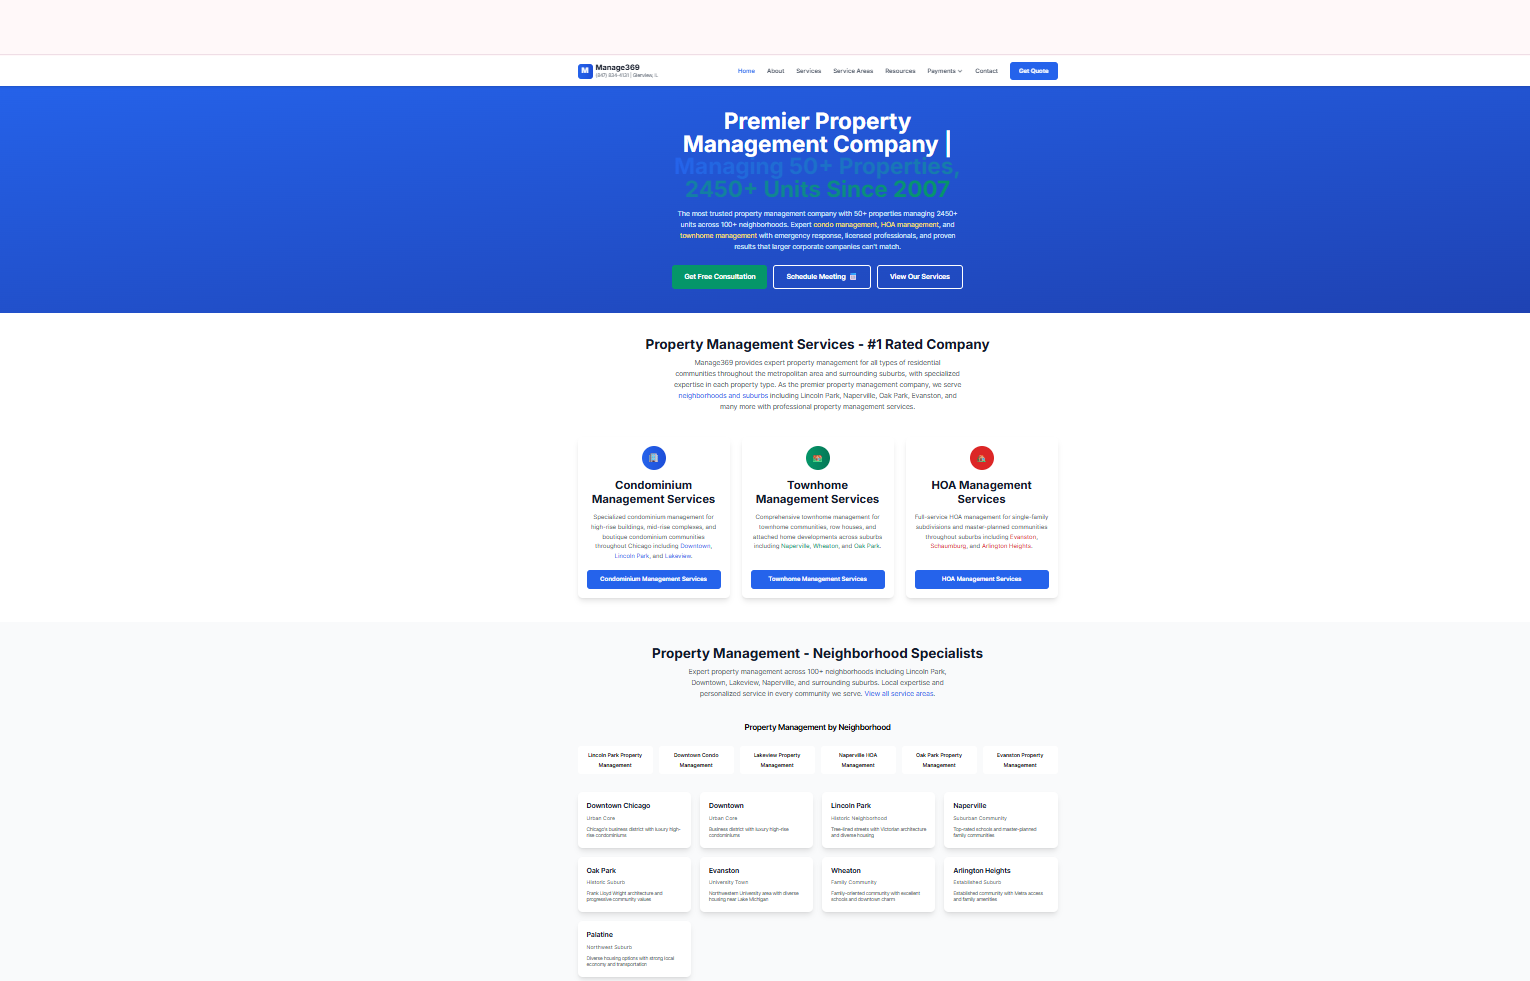 M Manage369
(847) 834-4131 | Glenview, IL
Home About Services Service Areas Resources Payments Contact Get Quote
Premier Property
Management Company |
Managing 50+ Properties,
2450+ Units Since 2007
The most trusted property management company with 50+ properties managing 2450+
units across 100+ neighborhoods. Expert condo management, HOA management, and
townhome management with emergency response, licensed professionals, and proven
results that larger corporate companies can't match.
Get Free Consultation Schedule Meeting View Our Services
Property Management Services - #1 Rated Company
Manage369 provides expert property management for all types of residential
communities throughout the metropolitan area and surrounding suburbs, with specialized
expertise in each property type. As the premier property management company, we serve
neighborhoods and suburbs including Lincoln Park, Naperville, Oak Park, Evanston, and
many more with professional property management services.
Condominium
Management Services
Specialized condominium management for
high-rise buildings, mid-rise complexes, and
boutique condominium communities
throughout Chicago including Downtown,
Lincoln Park, and Lakeview.
Condominium Management Services
Townhome
Management Services
Comprehensive townhome management for
townhome communities, row houses, and
attached home developments across suburbs
including Naperville, Wheaton, and Oak Park.
Townhome Management Services
HOA Management
Services
Full-service HOA management for single-family
subdivisions and master-planned communities
throughout suburbs including Evanston,
Schaumburg, and Arlington Heights.
HOA Management Services
Property Management - Neighborhood Specialists
Expert property management across 100+ neighborhoods including Lincoln Park,
Downtown, Lakeview, Naperville, and surrounding suburbs. Local expertise and
personalized service in every community we serve. View all service areas.
Property Management by Neighborhood
Lincoln Park Property
Management
Downtown Condo
Management
Lakeview Property
Management
Naperville HOA
Management
Oak Park Property
Management
Evanston Property
Management
Downtown Chicago
Urban Core
Chicago's business district with luxury high-
rise condominiums
Downtown
Urban Core
Business district with luxury high-rise
condominiums
Lincoln Park
Historic Neighborhood
Tree-lined streets with Victorian architecture
and diverse housing
Naperville
Suburban Community
Top-rated schools and master-planned
family communities
Oak Park
Historic Suburb
Frank Lloyd Wright architecture and
progressive community values
Evanston
University Town
Northwestern University area with diverse
housing near Lake Michigan
Wheaton
Family Community
Family-oriented community with excellent
schools and downtown charm
Arlington Heights
Established Suburb
Established community with Metra access
and family amenities
Palatine
Northwest Suburb
Diverse housing options with strong local
economy and transportation